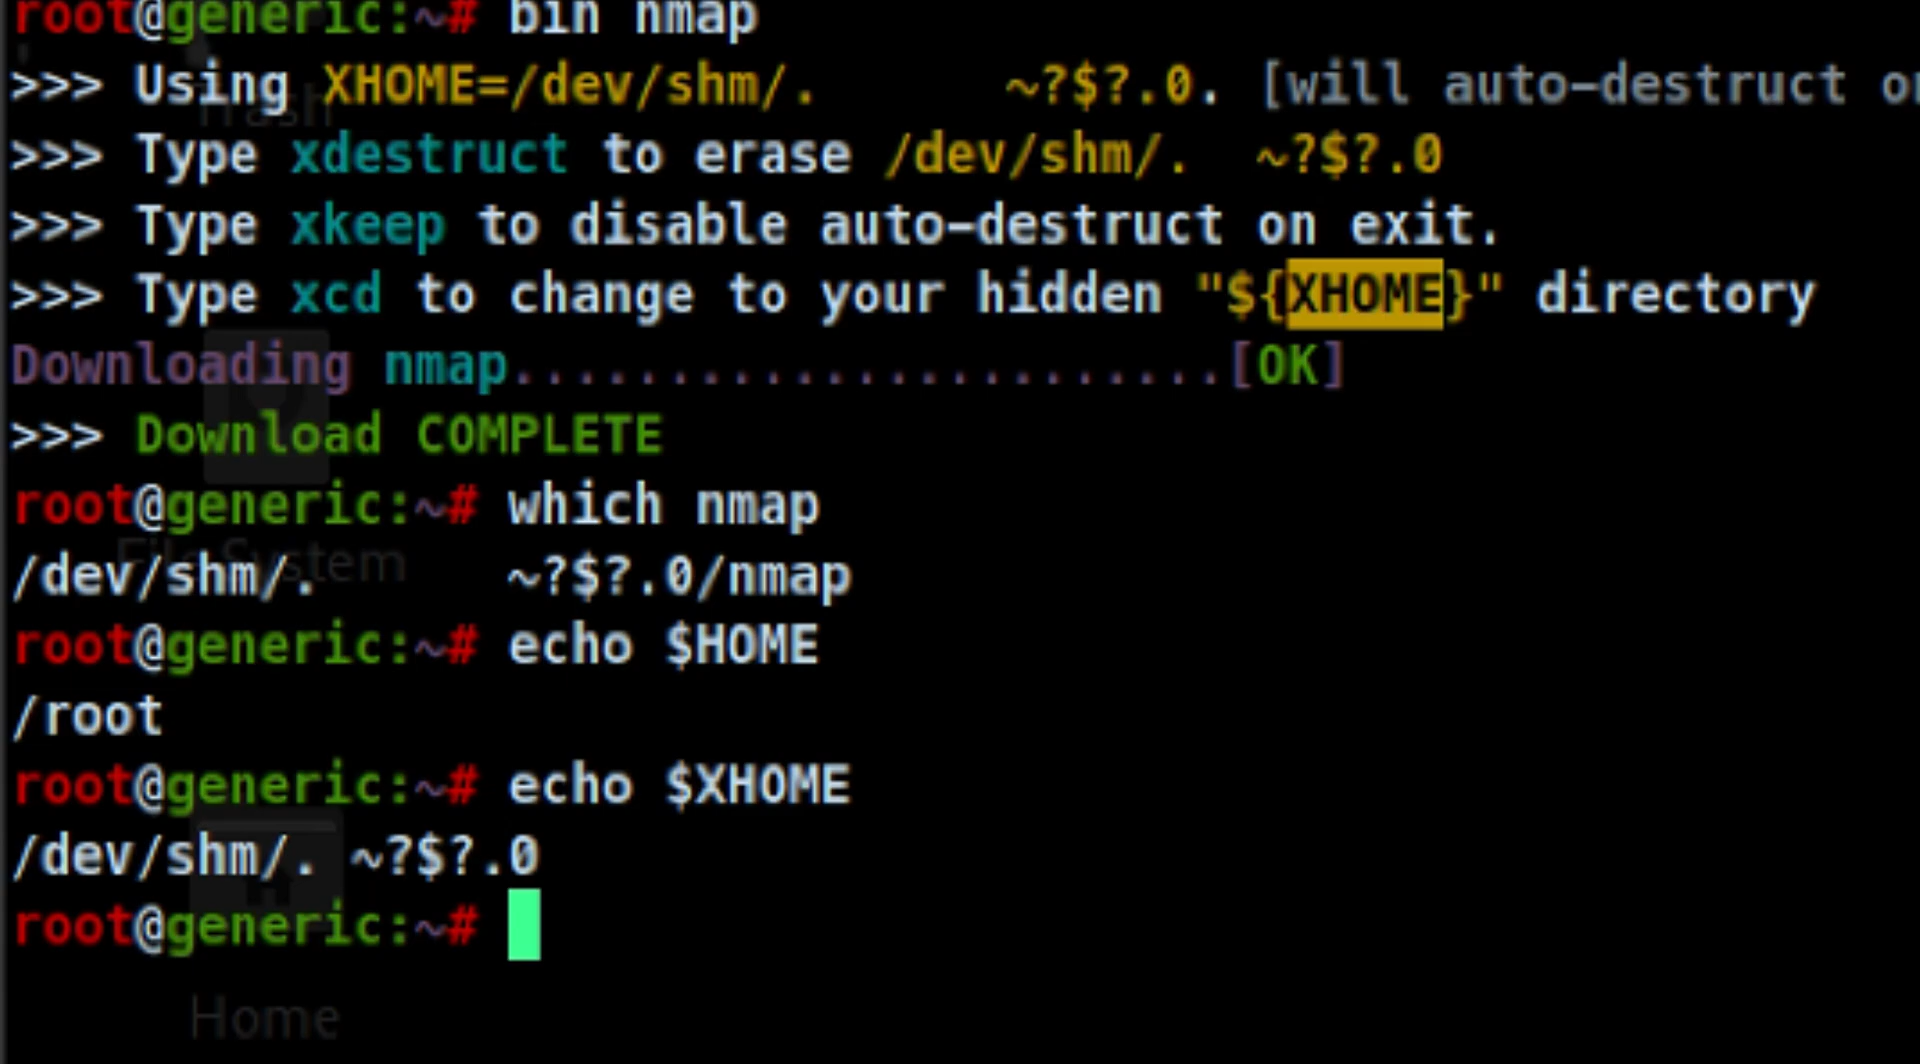 root@generic:~# bin nmap
>>> Using XHOME=/dev/shm/.      ~?$?.0. [will auto-destruct
>>> Type xdestruct to erase /dev/shm/.  ~?$?.0
>>> Type xkeep to disable auto-destruct on exit.
>>> Type xcd to change to your hidden "${XHOME}" directory
Downloading nmap.......................[OK]
>>> Download COMPLETE
root@generic:~# which nmap
/dev/shm/.      ~?$?.0/nmap
root@generic:~# echo $HOME
/root
root@generic:~# echo $XHOME
/dev/shm/. ~?$?.0
root@generic:~#
Trash
File System
Home